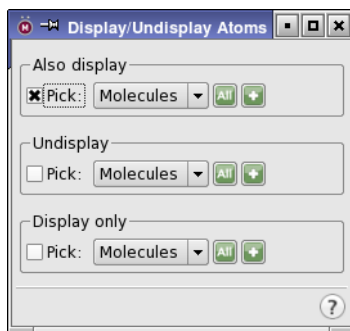 Display/Undisplay Atoms
Also display
Pick: Molecules All +
Undisplay
Pick: Molecules All +
Display only
Pick: Molecules All +
?